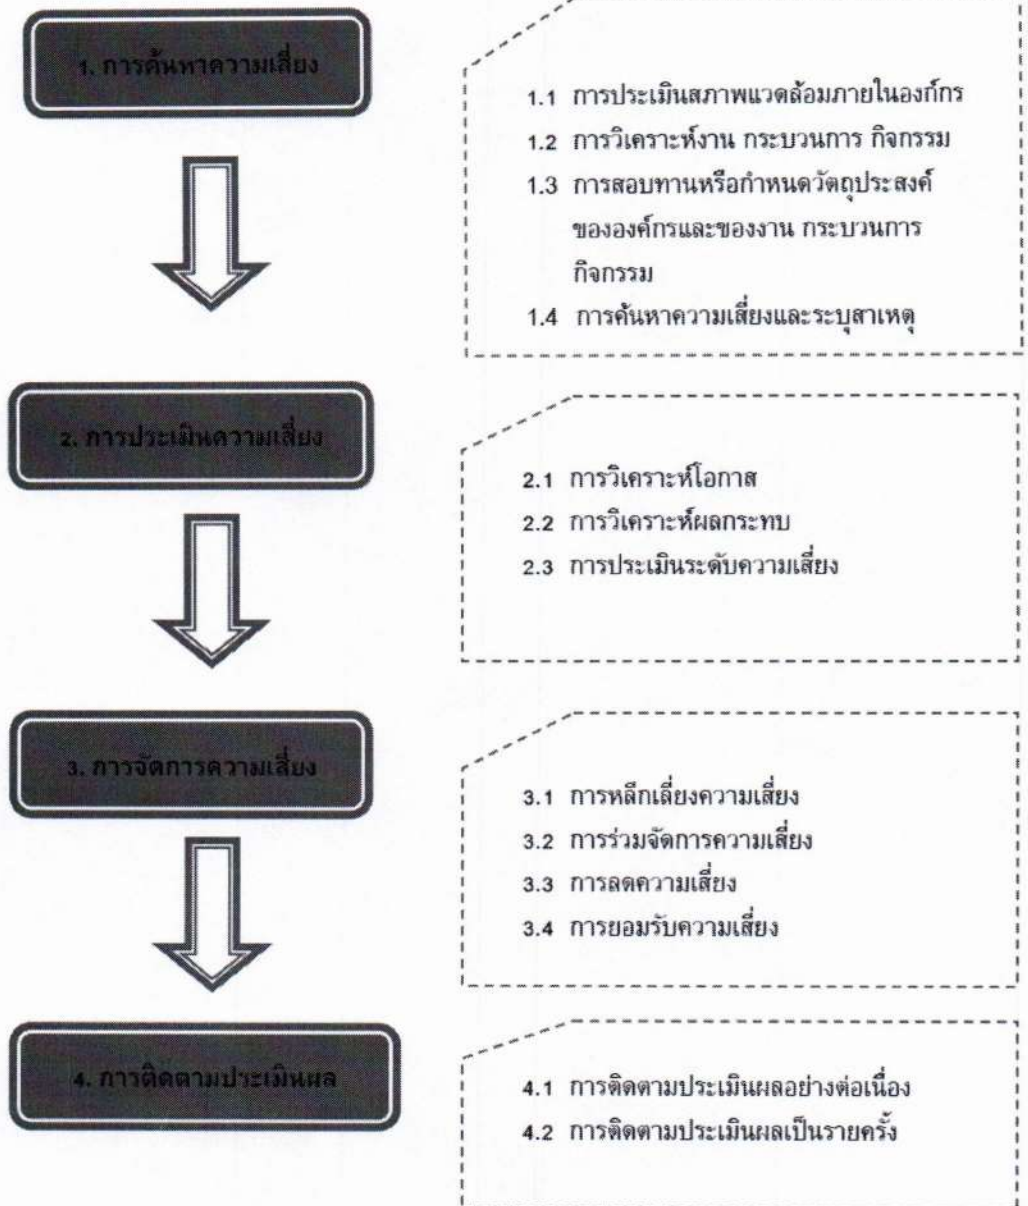 1. การค้นหาความเสี่ยง
1.1 การประเมินสภาพแวดล้อมภายในองก์กร
1.2 การวิเคราะห์งาน กระบวนการ กิจกรรม
1.3 การสอบทานหรือกำหนดวัตถุประสงค์
ขององค์กรและของงาน กระบวนการ
กิจกรรม
1.4 การค้นหาความเสี่ยงและระบุสาเหตุ
2. การประเมินความเสี่ยง
2.1 การวิเคราะห์โอกาส
2.2 การวิเคราะห์ผลกระทบ
2.3 การประเมินระดับความเสี่ยง
3. การจัดการความเสี่ยง
3.1 การหลีกเลี่ยงความเสี่ยง
3.2 การร่วมจัดการความเสี่ยง
3.3 การลดความเสี่ยง
3.4 การยอมรับความเสี่ยง
4. การติดตามประเมินผล
4.1 การติดตามประเมินผลอย่างต่อเนื่อง
4.2 การติดตามประเมินผลเป็นรายครั้ง